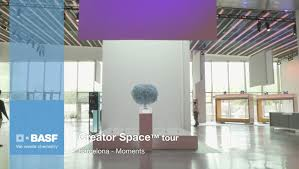 BASF
We create chemistry
Creator Space™ tour
Barcelona - Moments